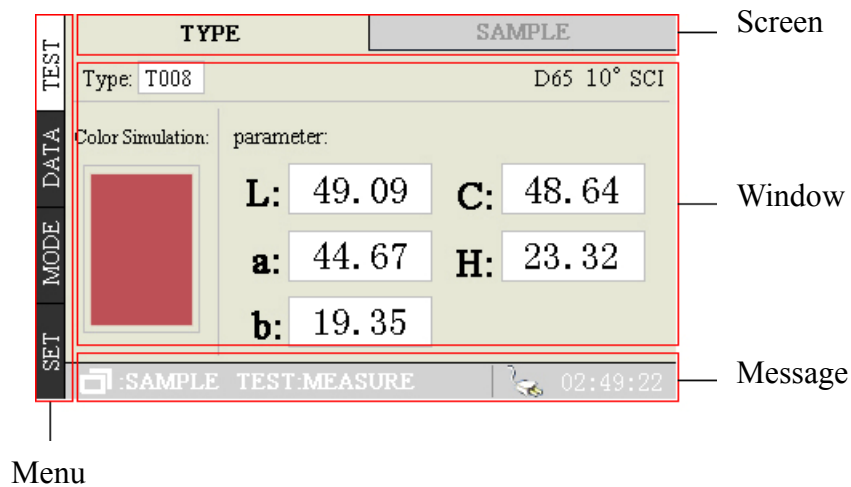 TYPE SAMPLE Screen
TEST DATA MODE SET
Type: T008 D65 10° SCI
Color Simulation: parameter:
L: 49.09 C: 48.64 Window
a: 44.67 H: 23.32
b: 19.35
:SAMPLE TEST:MEASURE 02:49:22 Message
Menu